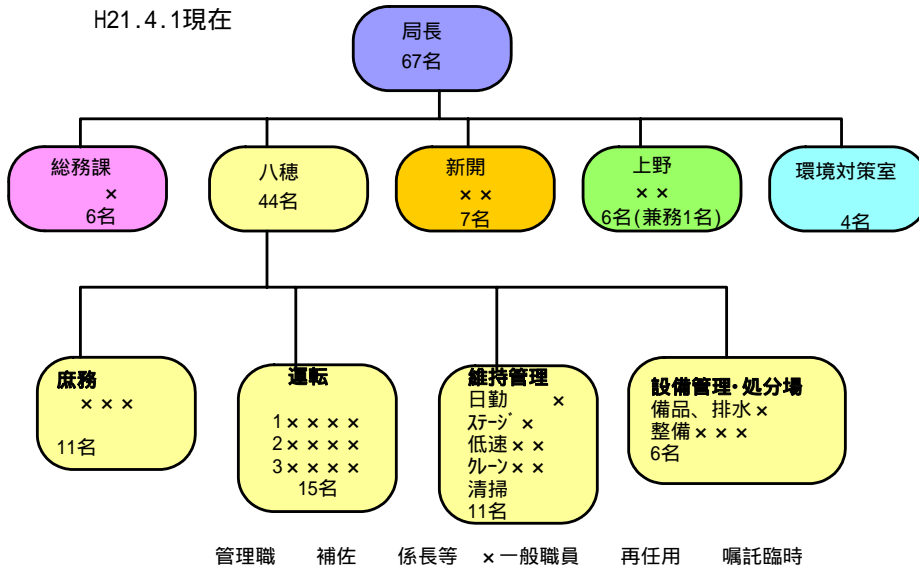 H21.4.1現在
局長
67名
総務課
×
6名
八穂
44名
新開
××
7名
上野
××
6名(兼務1名)
環境対策室
4名
庶務
×××
11名
運転
1××××
2××××
3××××
15名
維持管理
日勤 ×
ｽﾃｰｼﾞ ×
低速××
ｸﾚｰﾝ××
清掃
11名
設備管理・処分場
備品、排水×
整備×××
6名
管理職 補佐 係長等 ×一般職員 再任用 嘱託臨時